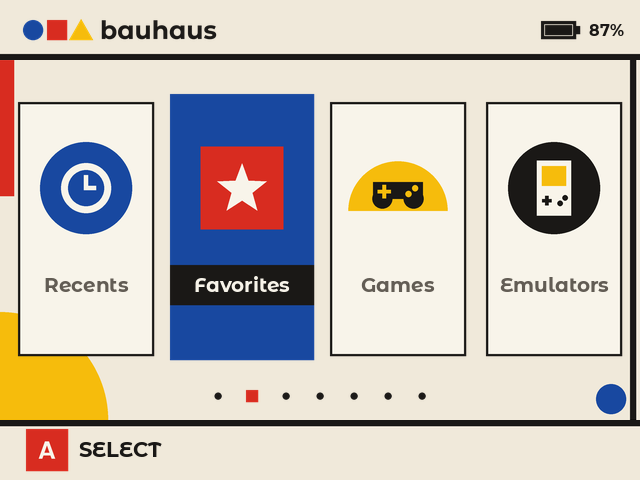 bauhaus
87%
Recents
Favorites
Games
Emulators
A
SELECT